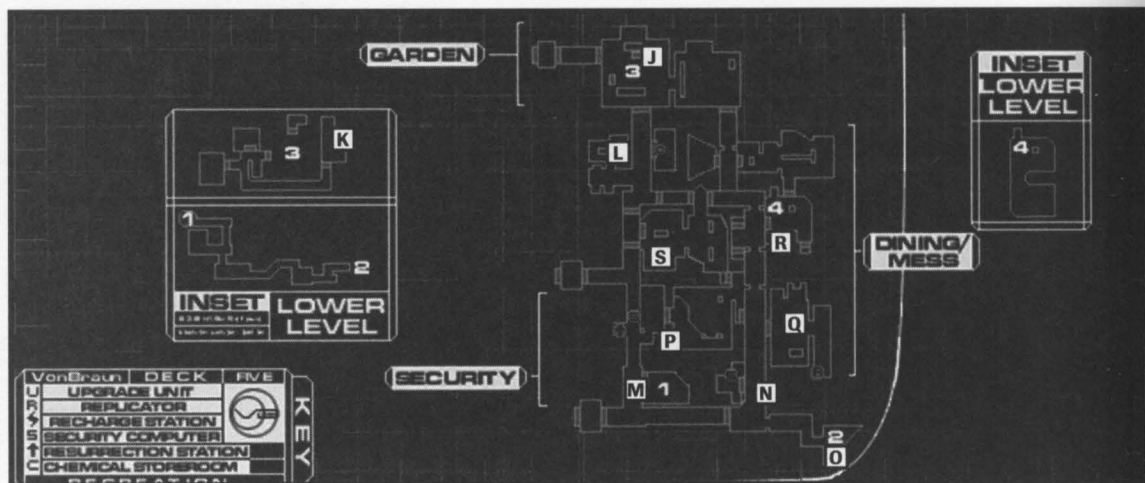 GARDEN
J
3
INSET
LOWER
LEVEL
4
K
3
L
1
2
INSET
LOWER
LEVEL
4
R
S
DINING/
MESS
Q
P
SECURITY
M
1
N
2
O
VonBraun DECK FIVE
U UPGRADE UNIT
R REPLICATOR
RECHARGE STATION
S SECURITY COMPUTER
RESURRECTION STATION
C CHEMICAL STOREROOM
RECREATION
KEY